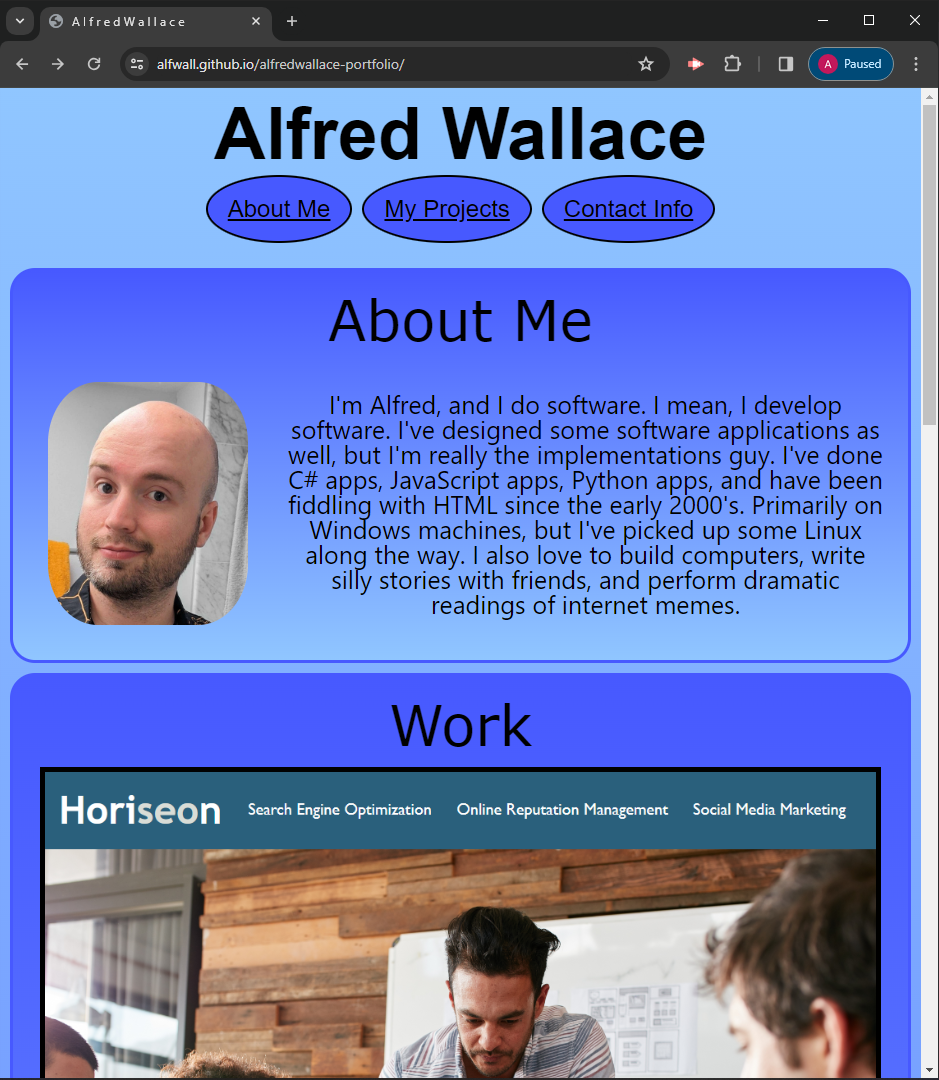 AlfredWallace
alfwall.github.io/alfredwallace-portfolio/
A
Paused
Alfred Wallace
About Me
My Projects
Contact Info
About Me
I'm Alfred, and I do software. I mean, I develop
software. I've designed some software applications as
well, but I'm really the implementations guy. I've done
C# apps, JavaScript apps, Python apps, and have been
fiddling with HTML since the early 2000's. Primarily on
Windows machines, but I've picked up some Linux
along the way. I also love to build computers, write
silly stories with friends, and perform dramatic
readings of internet memes.
Work
Horiseon
Search Engine Optimization
Online Reputation Management
Social Media Marketing